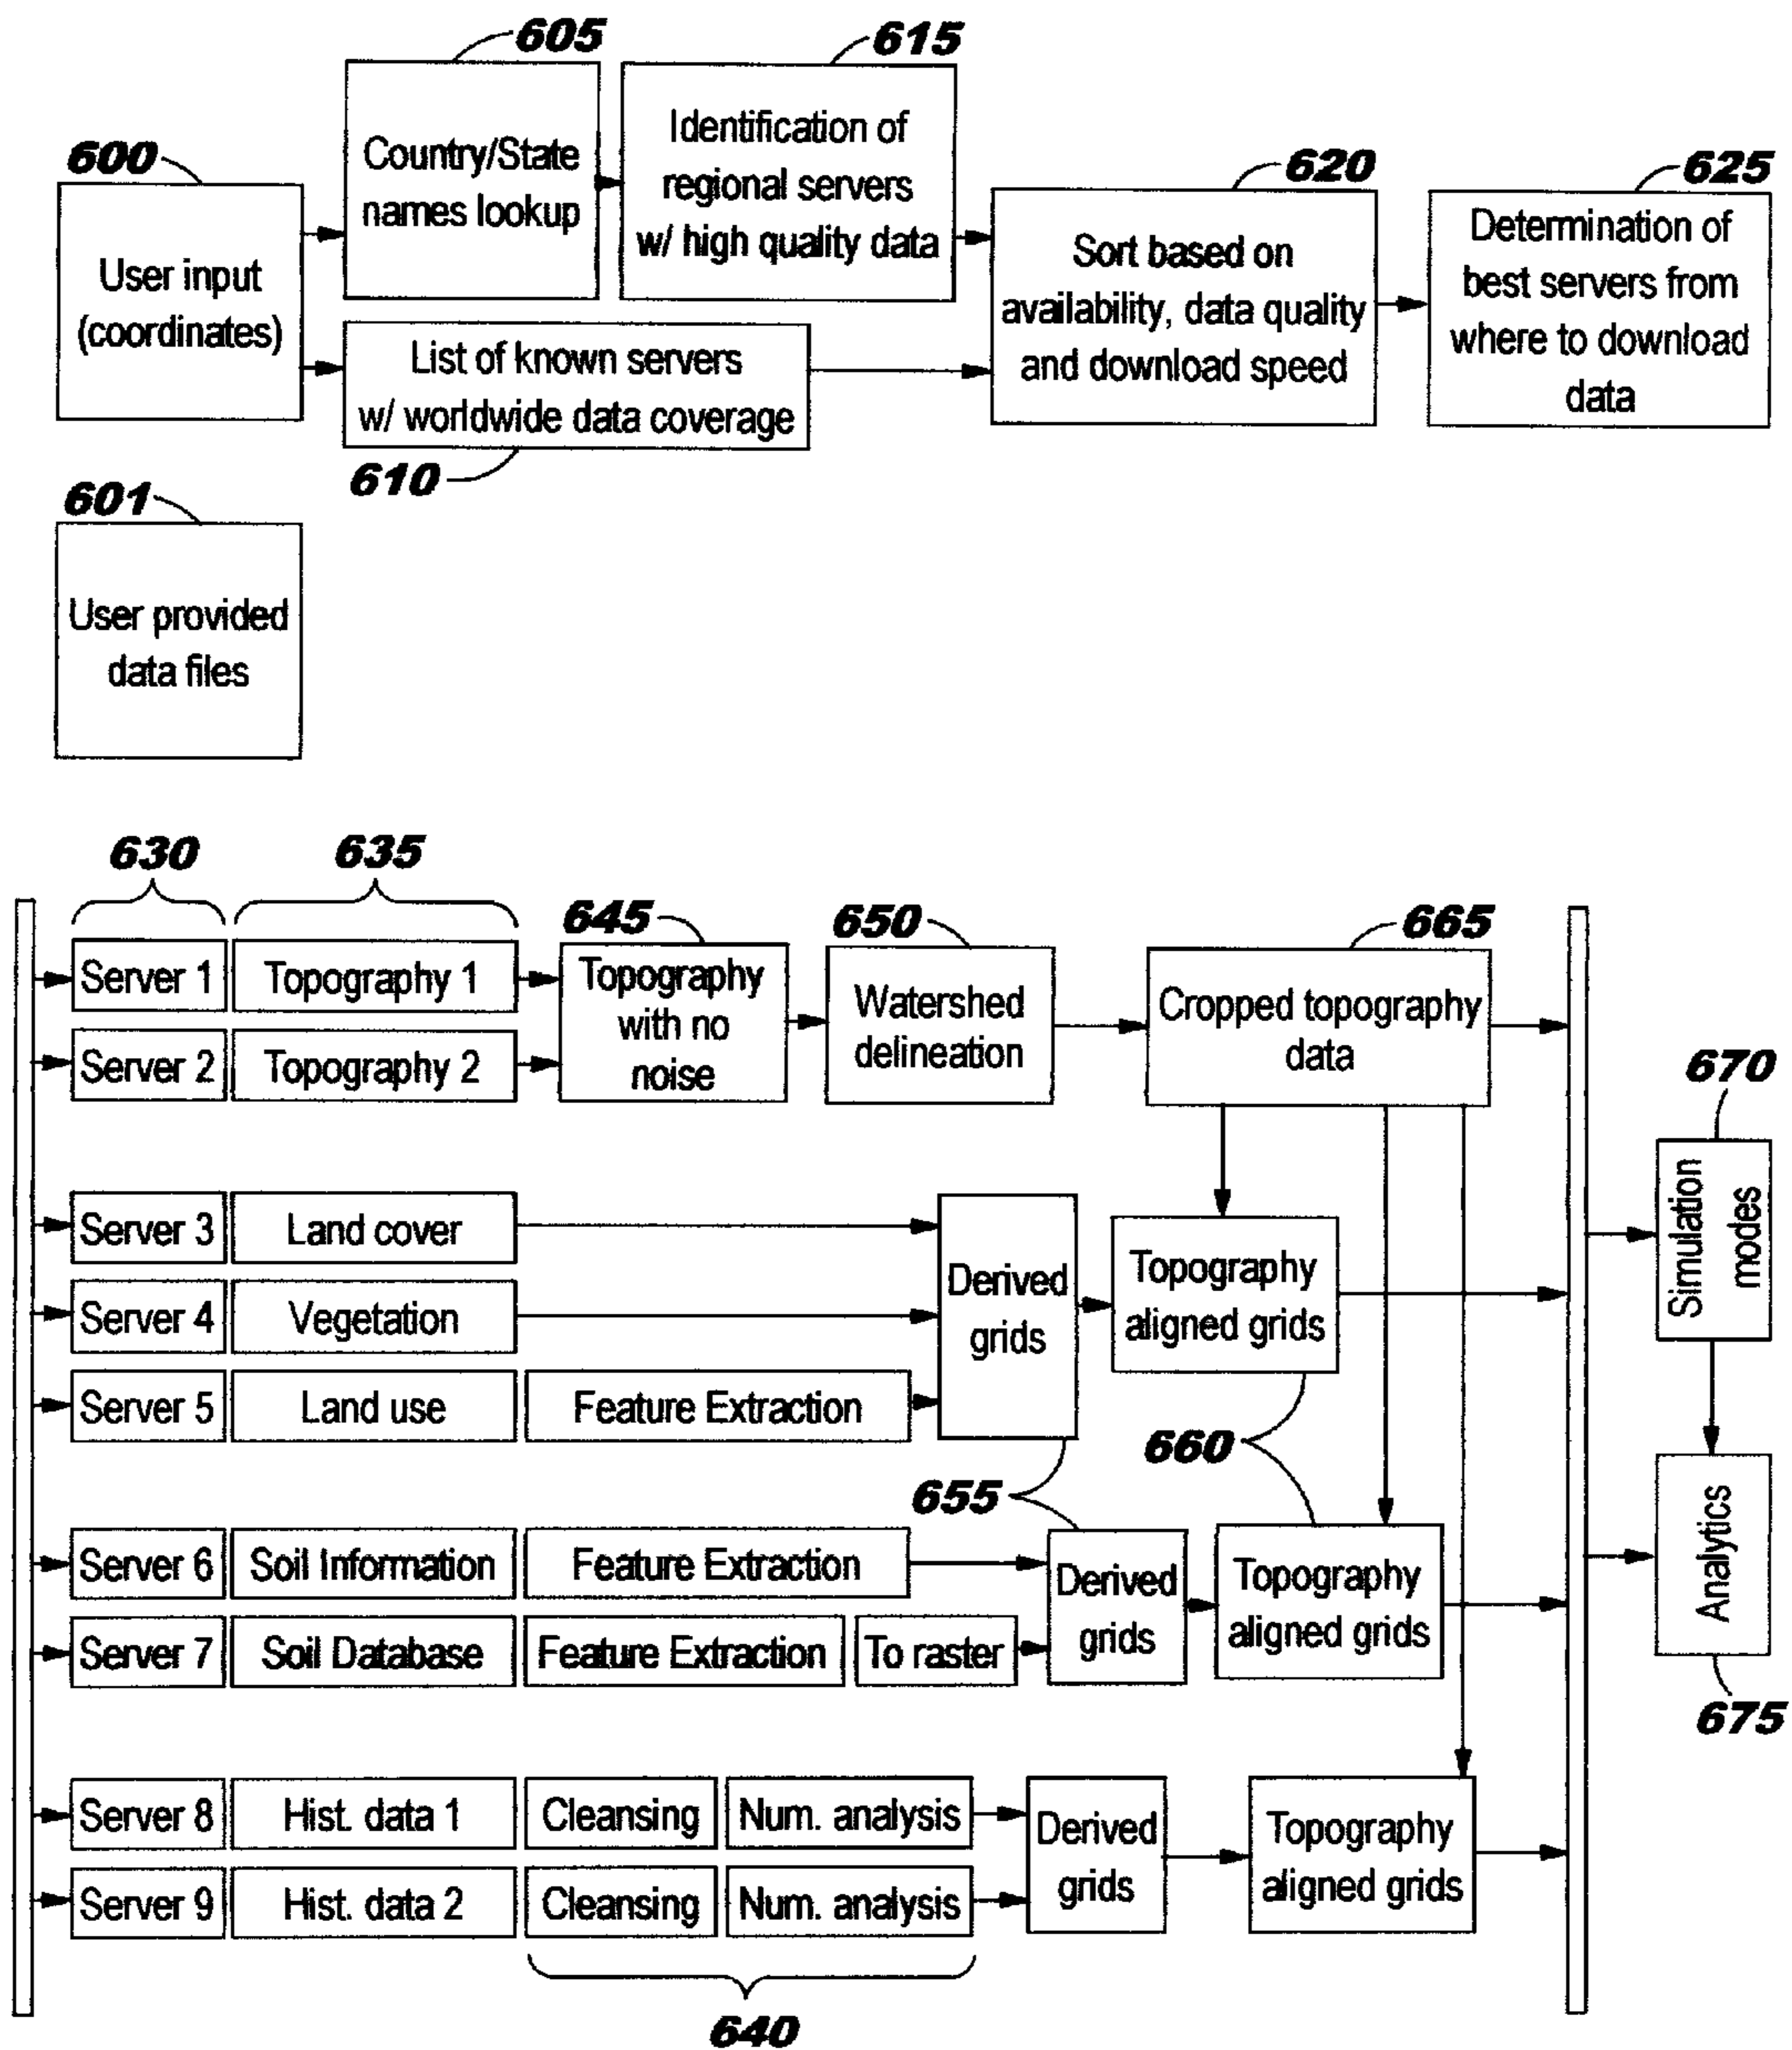 605
615
600
Country/State
names lookup
Identification of
regional servers
w/ high quality data
620
625
User input
(coordinates)
Sort based on
availability, data quality
and download speed
Determination of
best servers from
where to download
data
List of known servers
w/ worldwide data coverage
610
601
User provided
data files
630
635
645
650
665
Server 1
Topography 1
Topography
with no
noise
Watershed
delineation
Cropped topography
data
Server 2
Topography 2
670
Simulation
modes
Server 3
Land cover
Derived
grids
Topography
aligned grids
Server 4
Vegetation
Server 5
Land use
Feature Extraction
660
655
Server 6
Soil Information
Feature Extraction
Derived
grids
Topography
aligned grids
Analytics
Server 7
Soil Database
Feature Extraction
To raster
675
Server 8
Hist. data 1
Cleansing
Num. analysis
Derived
grids
Topography
aligned grids
Server 9
Hist. data 2
Cleansing
Num. analysis
640